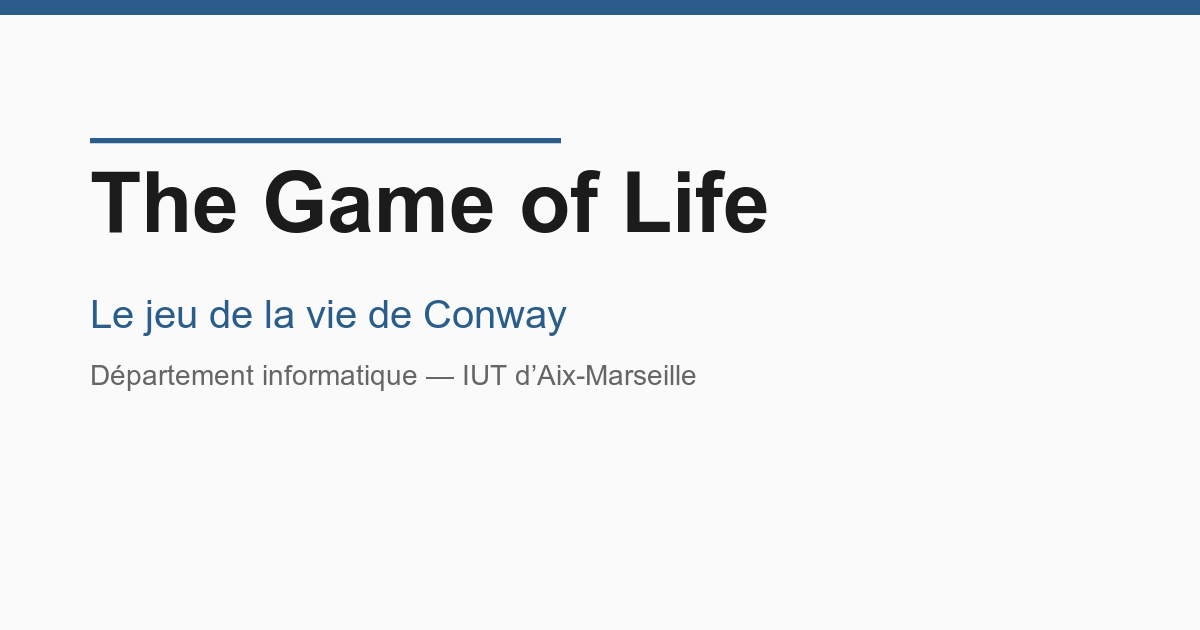 The Game of Life
Le jeu de la vie de Conway
Département informatique — IUT d’Aix-Marseille